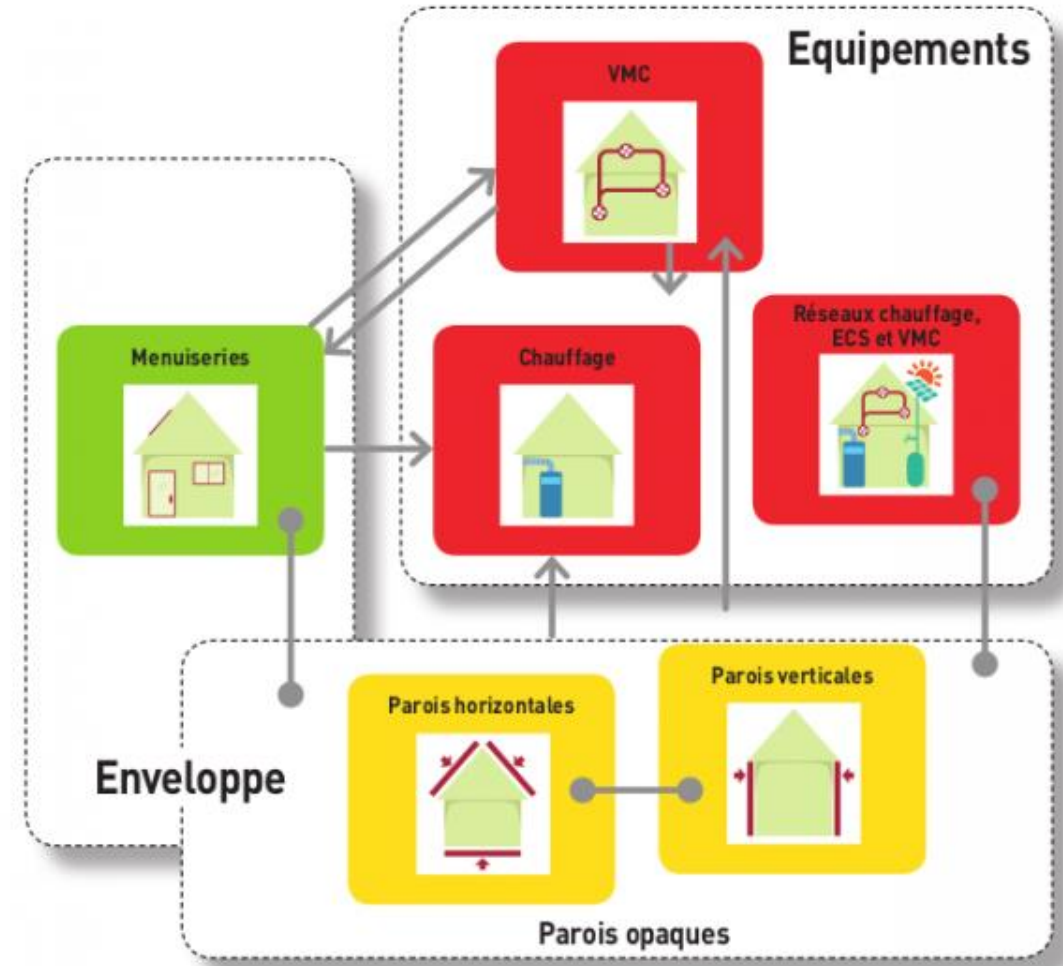 Equipements
VMC
Menuiseries
Chauffage
Réseaux chauffage,
ECS et VMC
Parois horizontales
Parois verticales
Enveloppe
Parois opaques